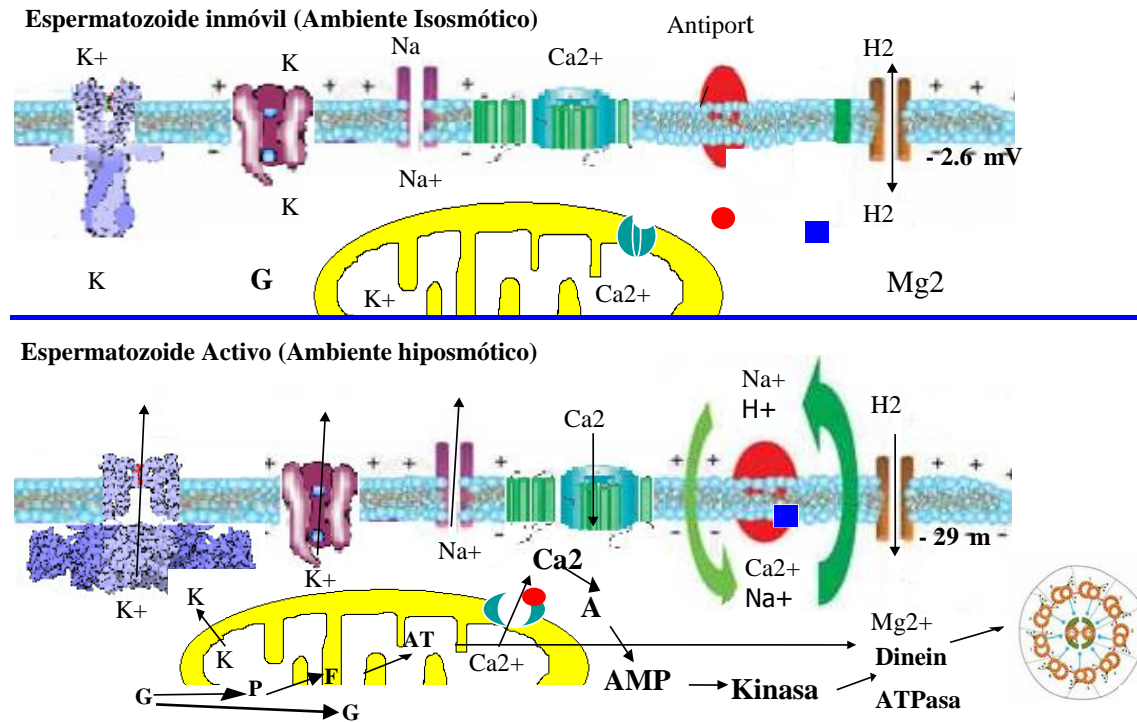 Espermatozoide inmóvil (Ambiente Isosmótico)
K+
K
Na
Ca2+
Antiport
H2
+ + + + +
- - - -
- 2.6 mV
Na+
K
H2
K
G
K+
Ca2+
Mg2
Espermatozoide Activo (Ambiente hiposmótico)
Na+
H+
Ca2
H2
+ + + + + +
- - - -
- 29 m
Na+
Ca2
Ca2+
Na+
K+
K+
K
A
Mg2+
K
AT
Ca2+
Dinein
G
P
F
AMP
Kinasa
ATPasa
G